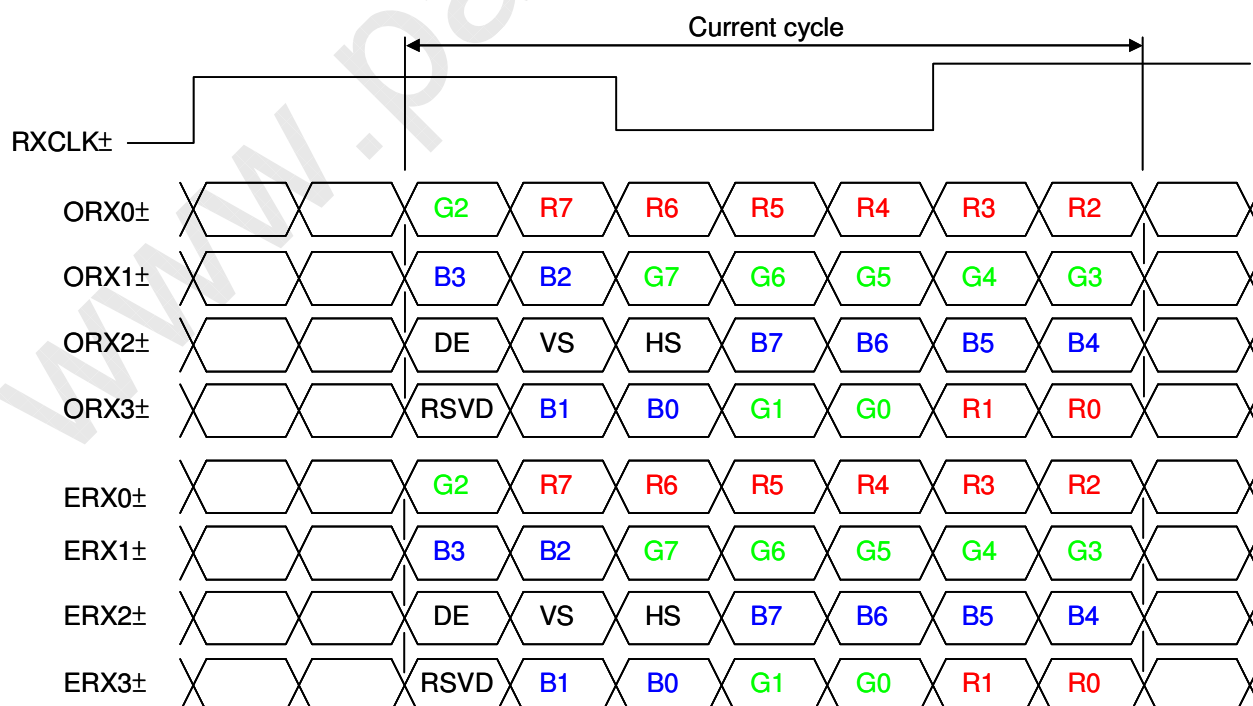 Current cycle
RXCLK±
ORX0± G2 R7 R6 R5 R4 R3 R2
ORX1± B3 B2 G7 G6 G5 G4 G3
ORX2± DE VS HS B7 B6 B5 B4
ORX3± RSVD B1 B0 G1 G0 R1 R0
ERX0± G2 R7 R6 R5 R4 R3 R2
ERX1± B3 B2 G7 G6 G5 G4 G3
ERX2± DE VS HS B7 B6 B5 B4
ERX3± RSVD B1 B0 G1 G0 R1 R0
www.pa